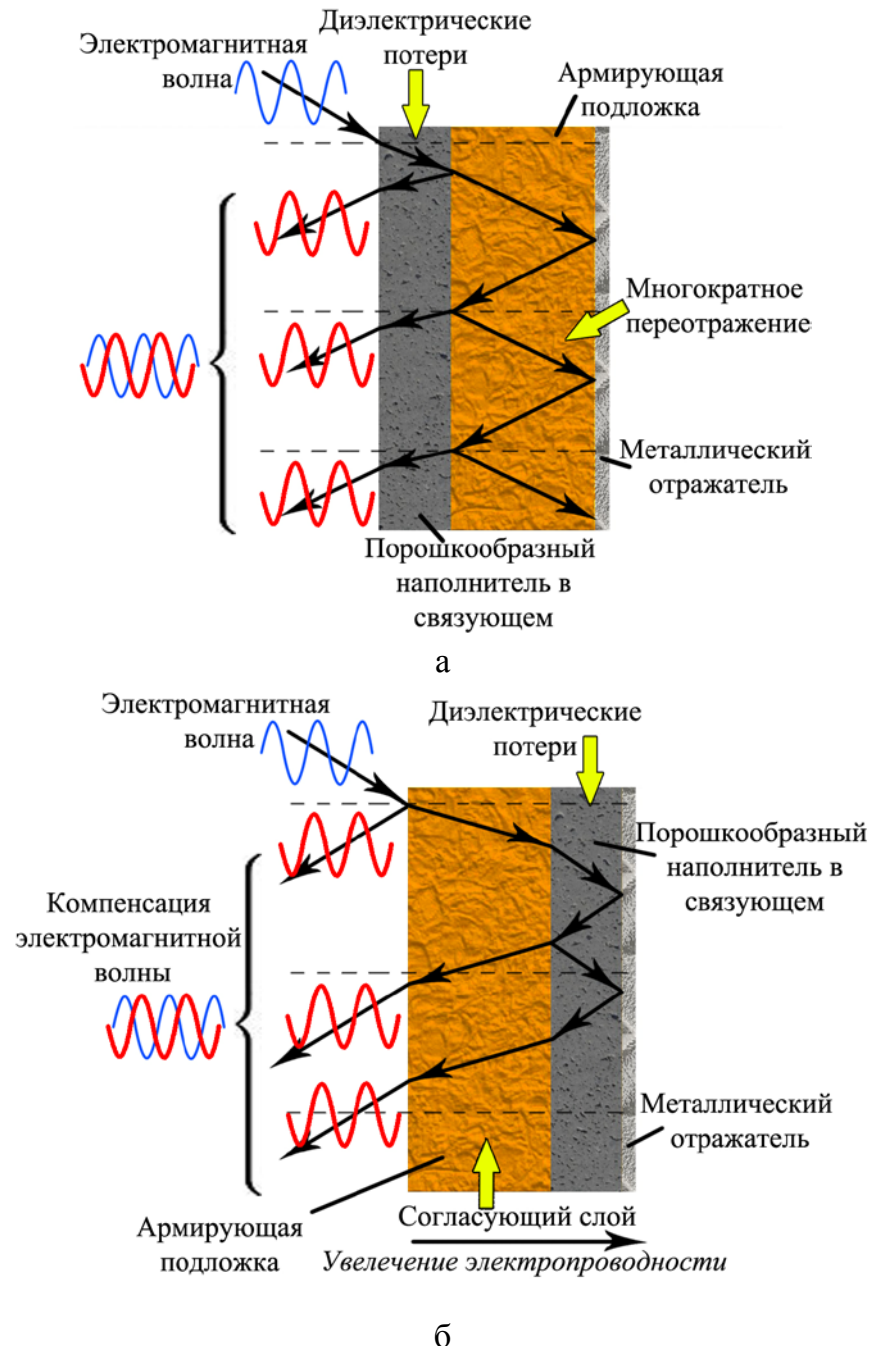 Электромагнитная
волна
Диэлектрические
потери
Армирующая
подложка
Многократное
переотражение
Металлический
отражатель
Порошкообразный
наполнитель в
связующем
а
Электромагнитная
волна
Диэлектрические
потери
Порошкообразный
наполнитель в
связующем
Компенсация
электромагнитной
волны
Металлический
отражатель
Армирующая
подложка
Согласующий слой
Увелечение электропроводности
б